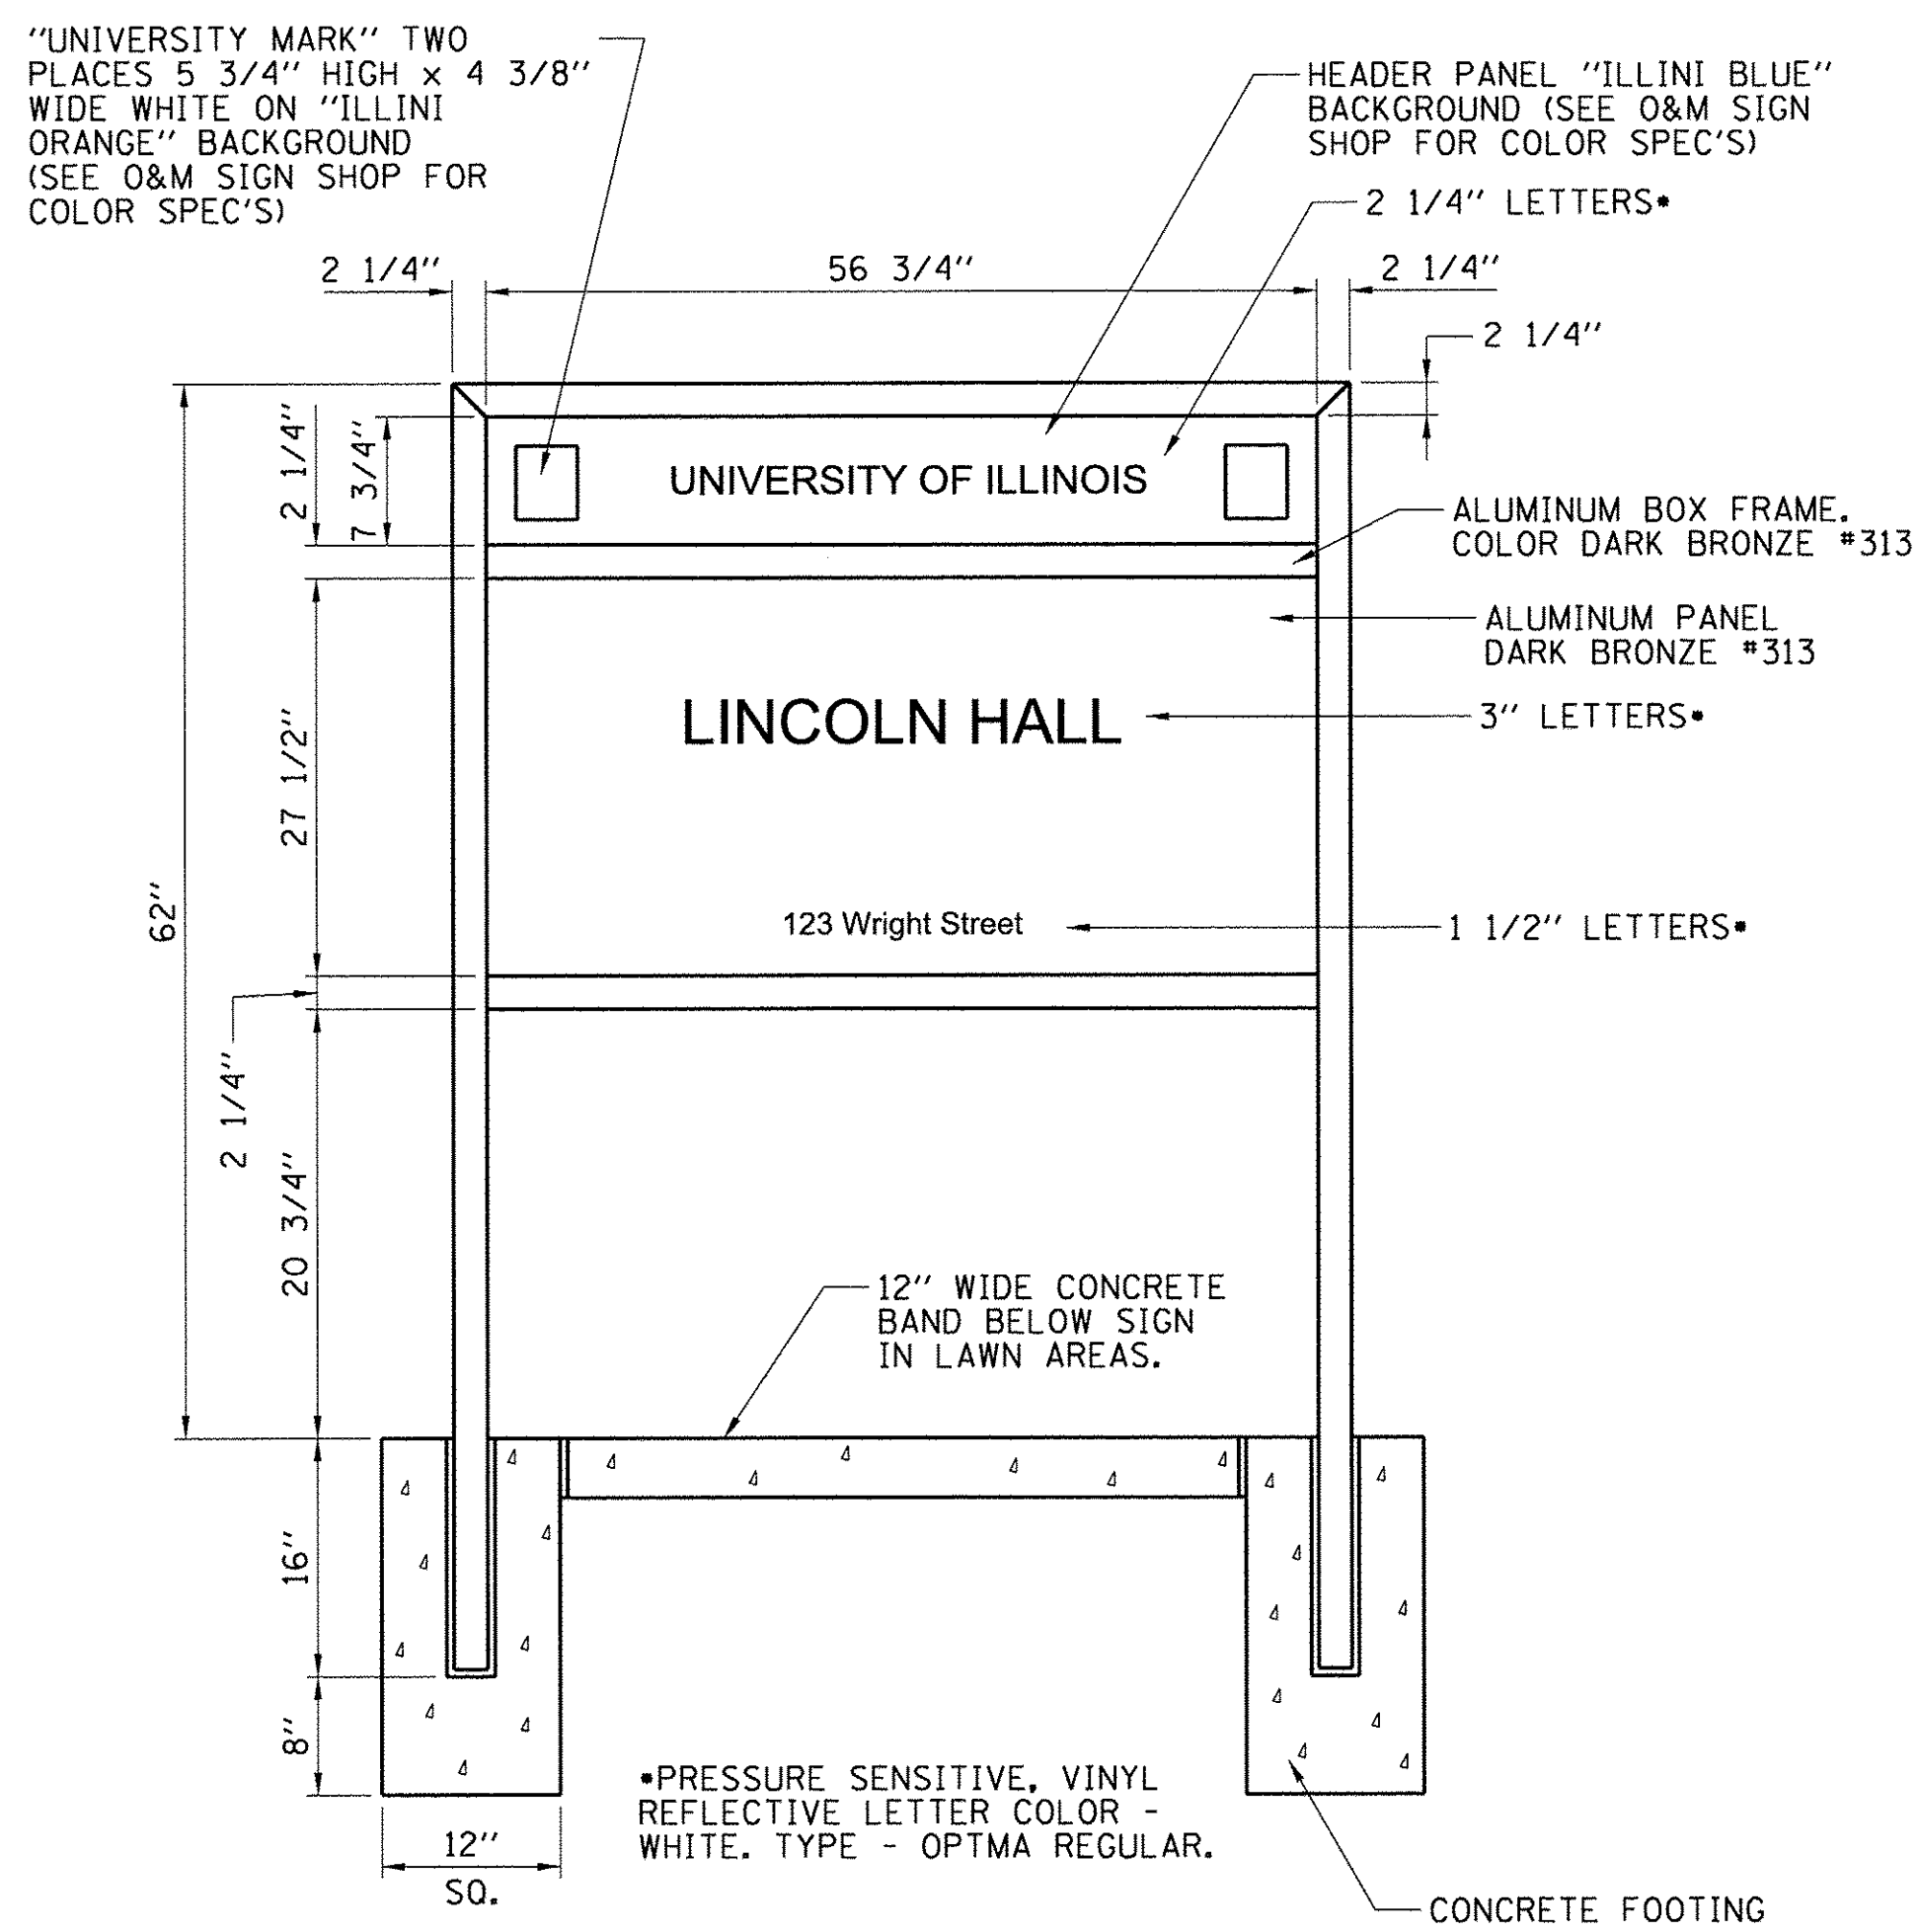 "UNIVERSITY MARK" TWO
PLACES 5 3/4" HIGH x 4 3/8"
WIDE WHITE ON "ILLINI
ORANGE" BACKGROUND
(SEE O&M SIGN SHOP FOR
COLOR SPEC'S)
HEADER PANEL "ILLINI BLUE"
BACKGROUND (SEE O&M SIGN
SHOP FOR COLOR SPEC'S)
2 1/4" LETTERS*
2 1/4"
56 3/4"
2 1/4"
2 1/4"
2 1/4"
7 3/4"
UNIVERSITY OF ILLINOIS
ALUMINUM BOX FRAME.
COLOR DARK BRONZE #313
ALUMINUM PANEL
DARK BRONZE #313
LINCOLN HALL
3" LETTERS*
27 1/2"
62"
123 Wright Street
1 1/2" LETTERS*
2 1/4"
20 3/4"
12" WIDE CONCRETE
BAND BELOW SIGN
IN LAWN AREAS.
16"
8"
*PRESSURE SENSITIVE, VINYL
REFLECTIVE LETTER COLOR -
WHITE. TYPE - OPTMA REGULAR.
12"
SQ.
CONCRETE FOOTING